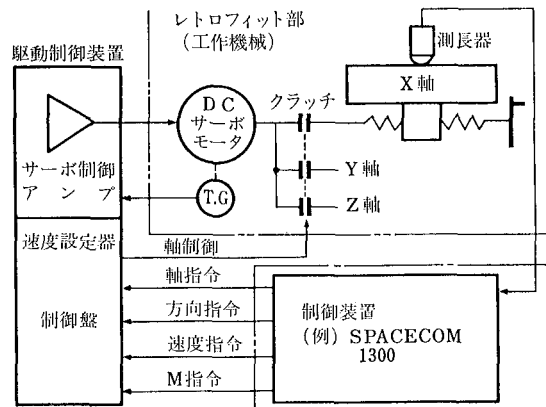 レトロフィット部
(工作機械)
測長器
駆動制御装置
X軸
クラッチ
DC
サーボ
モータ
サーボ制御
アンプ
T.G
Y軸
Z軸
速度設定器
軸制御
制御盤
軸指令
方向指令
速度指令
M指令
制御装置
(例) SPACECOM
1300